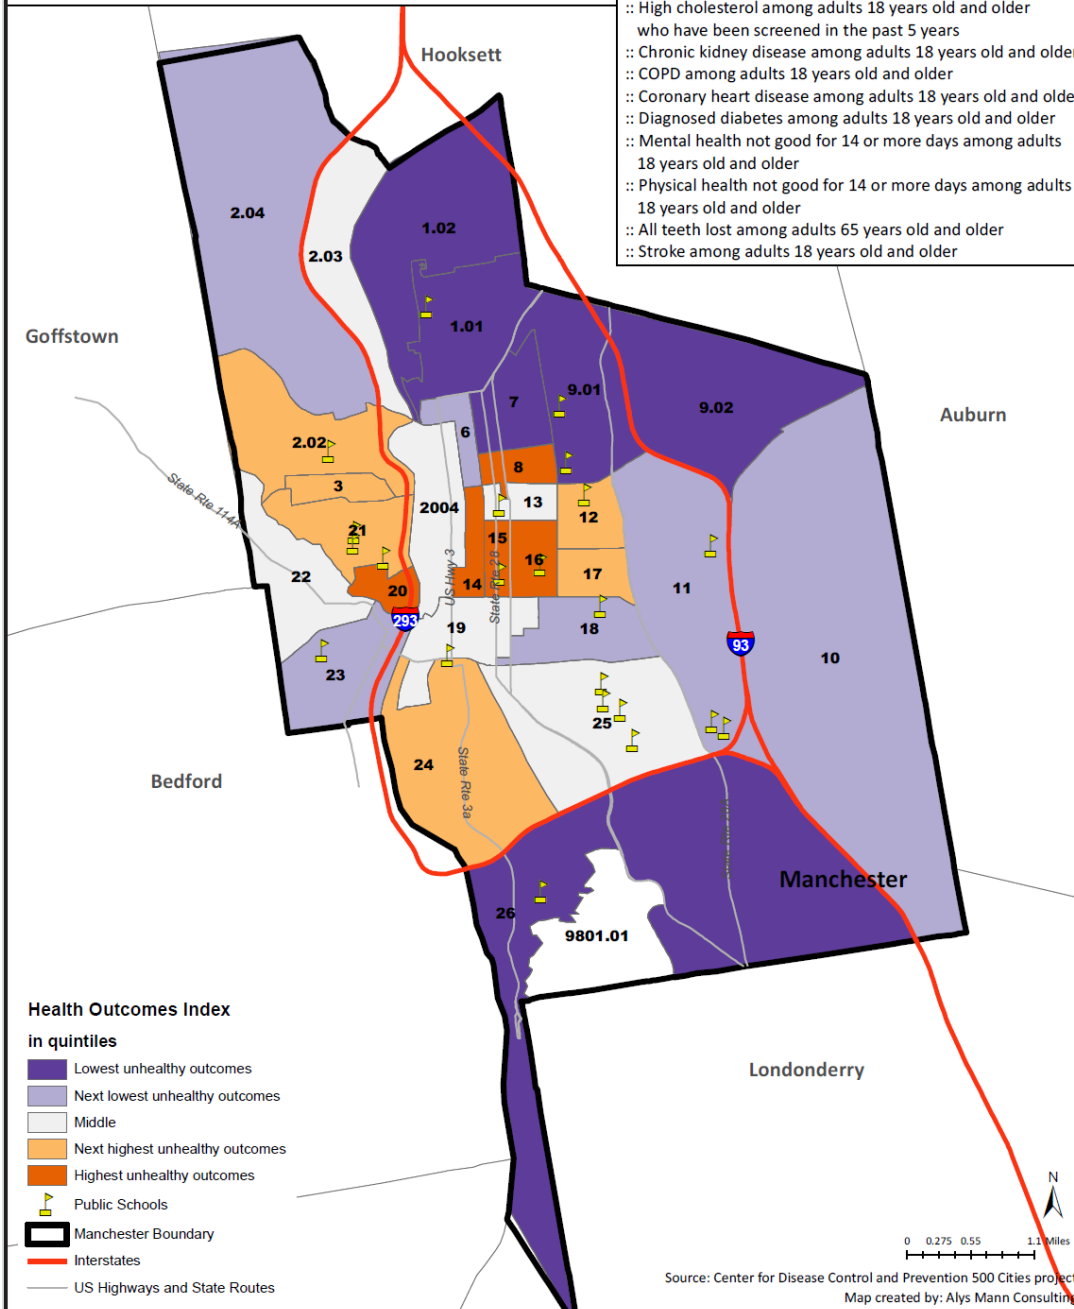 :: High cholesterol among adults 18 years old and older
who have been screened in the past 5 years
:: Chronic kidney disease among adults 18 years old and older
:: COPD among adults 18 years old and older
:: Coronary heart disease among adults 18 years old and olde
:: Diagnosed diabetes among adults 18 years old and older
:: Mental health not good for 14 or more days among adults
18 years old and older
:: Physical health not good for 14 or more days among adults
18 years old and older
:: All teeth lost among adults 65 years old and older
:: Stroke among adults 18 years old and older
Hooksett
2.04
1.02
2.03
Goffstown
1.01
9.01
7
9.02
Auburn
6
2.02
8
3
State Rte 114A
2004
13
12
21
15
16
22
20
14
US Hwy 3
State Rte 28
17
11
293
19
18
93
10
23
25
24
State Rte 3a
Bedford
Manchester
26
9801.01
Health Outcomes Index
in quintiles
Lowest unhealthy outcomes
Next lowest unhealthy outcomes
Middle
Next highest unhealthy outcomes
Highest unhealthy outcomes
Public Schools
Manchester Boundary
Interstates
US Highways and State Routes
Londonderry
N
0 0.275 0.55 1.1 Miles
Source: Center for Disease Control and Prevention 500 Cities project
Map created by: Alys Mann Consulting